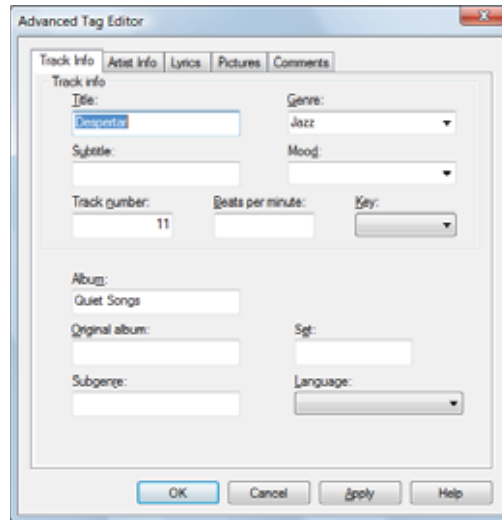 Advanced Tag Editor
Track Info Artist Info Lyrics Pictures Comments
Track info
Title: Genre:
Despertar Jazz
Subtitle: Mood:
Track number: Beats per minute: Key:
11
Album:
Quiet Songs
Original album: Set:
Subgenre: Language:
OK Cancel Apply Help